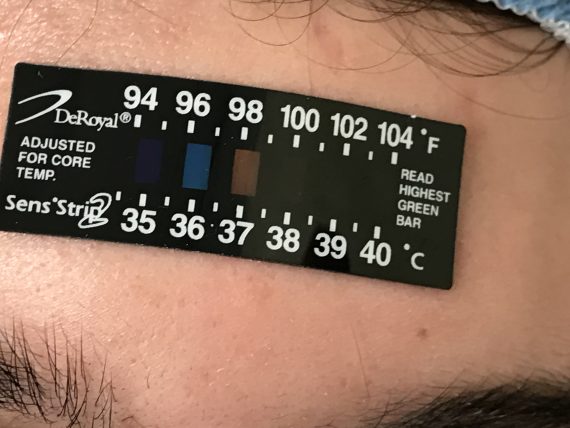 94 96 98 100 102 104 °F
DeRoyal®
ADJUSTED
FOR CORE
TEMP.
Sens°Strip 2
READ
HIGHEST
GREEN
BAR
35 36 37 38 39 40 °C